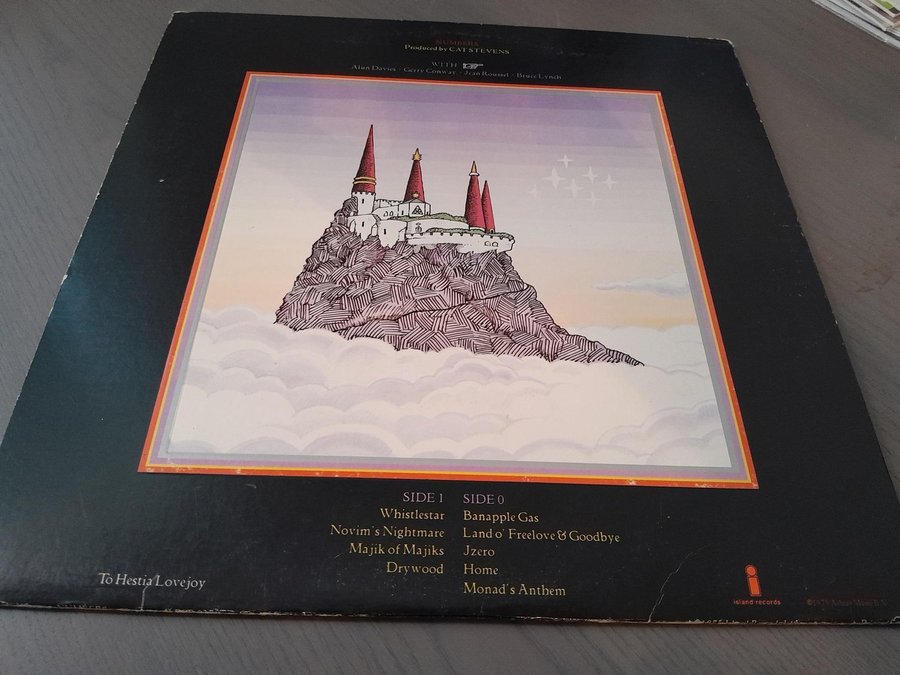 NUMBERS
Produced by CAT STEVENS
WITH
Alun Davies · Gerry Conway · Jean Roussel · Bruce Lynch
SIDE 1
Whistlestar
Novim's Nightmare
Majik of Majiks
Drywood
SIDE 0
Banapple Gas
Land o' Freelove & Goodbye
Jzero
Home
Monad's Anthem
To Hestia Lovejoy
island records